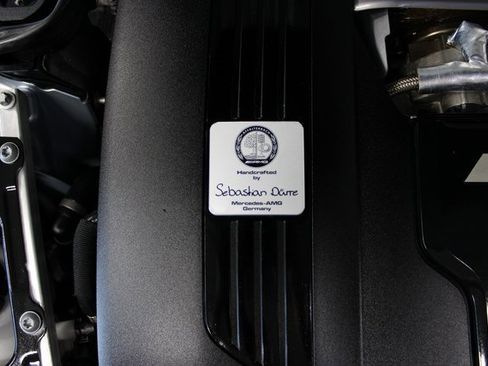 Handcrafted
by
Sebastian Dürre
Mercedes-AMG
Germany